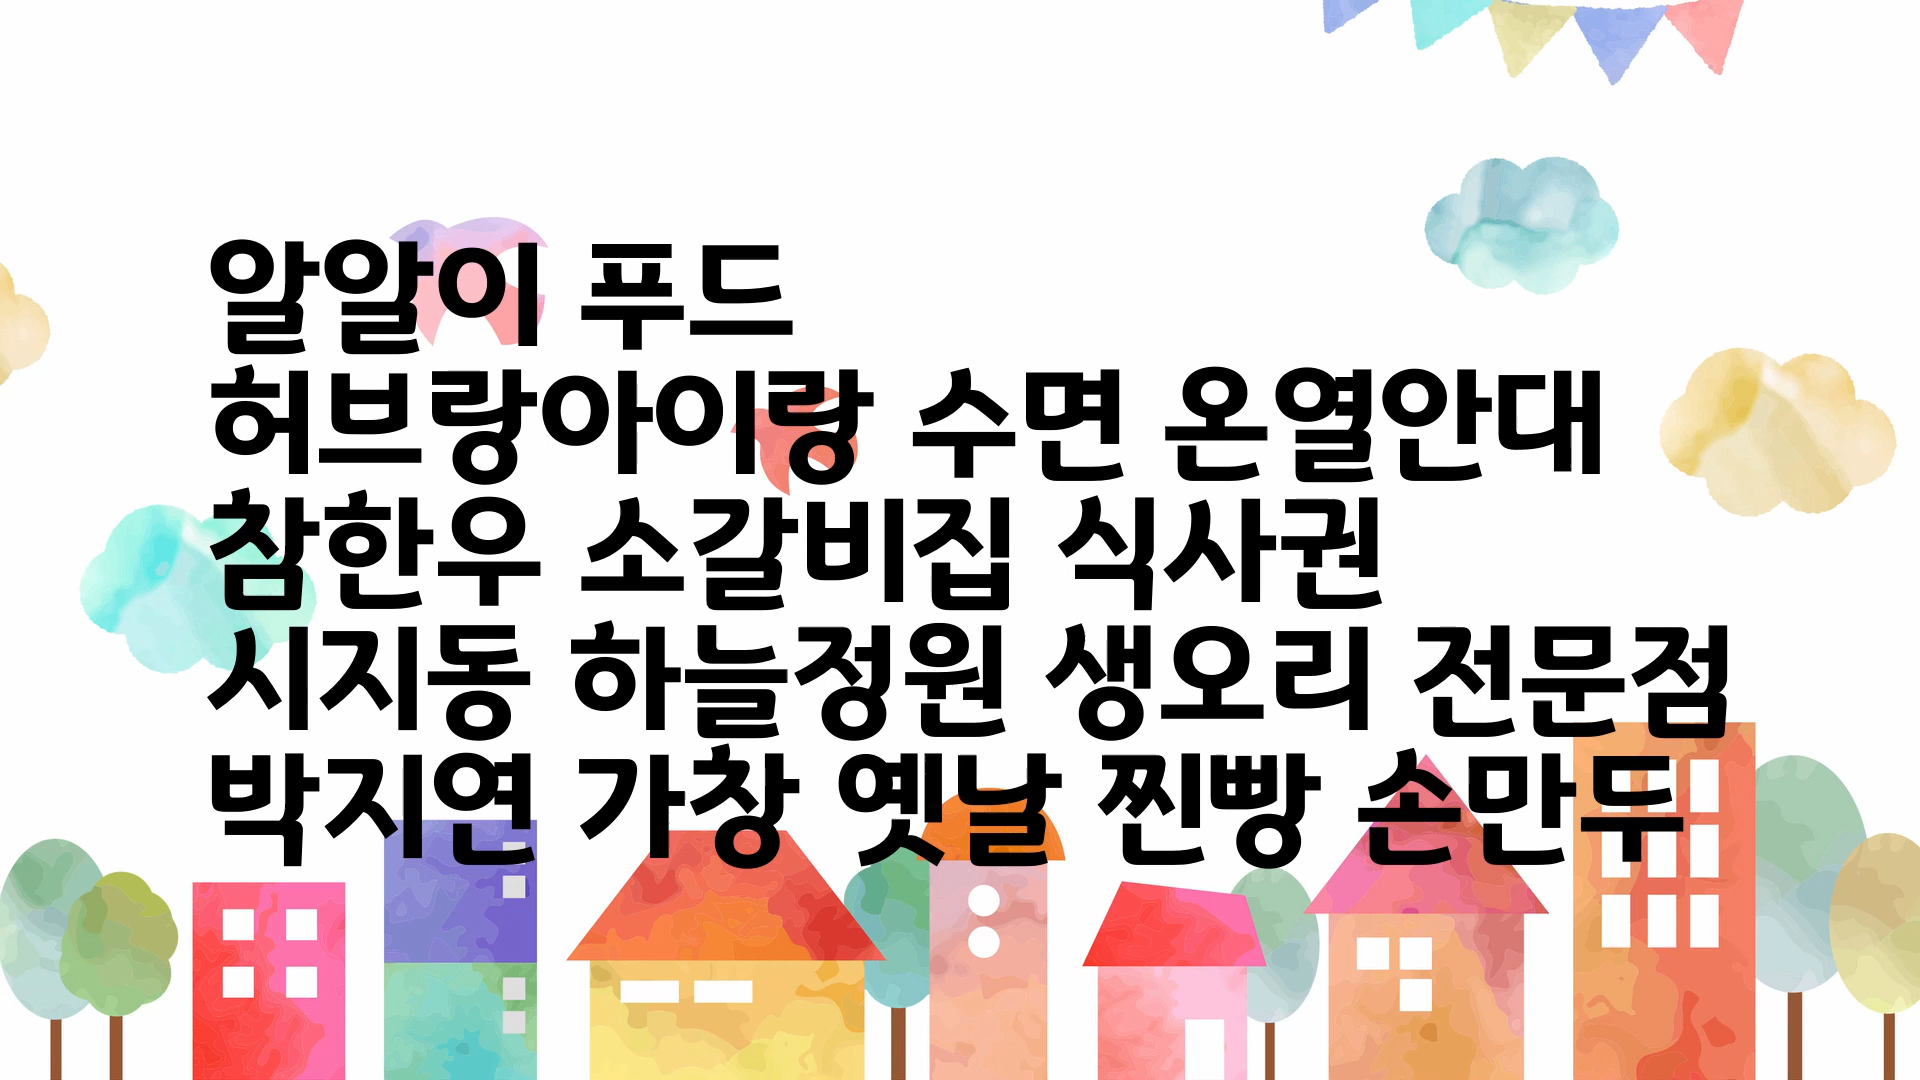 알알이 푸드
허브랑아이랑 수면 온열안대
참한우 소갈비집 식사권
시지동 하늘정원 생오리 전문점
박지연 가창 옛날 찐빵 손만두